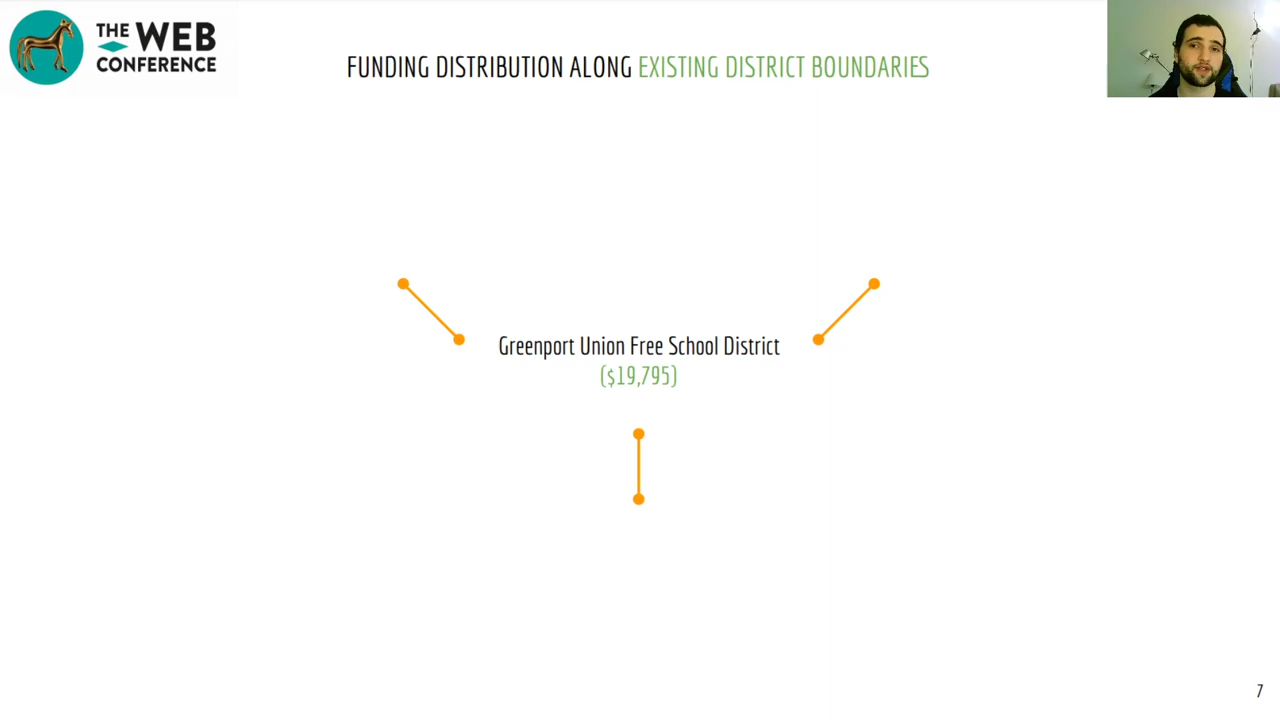 THE WEB
CONFERENCE
FUNDING DISTRIBUTION ALONG EXISTING DISTRICT BOUNDARIES
Greenport Union Free School District
($19,795)
7